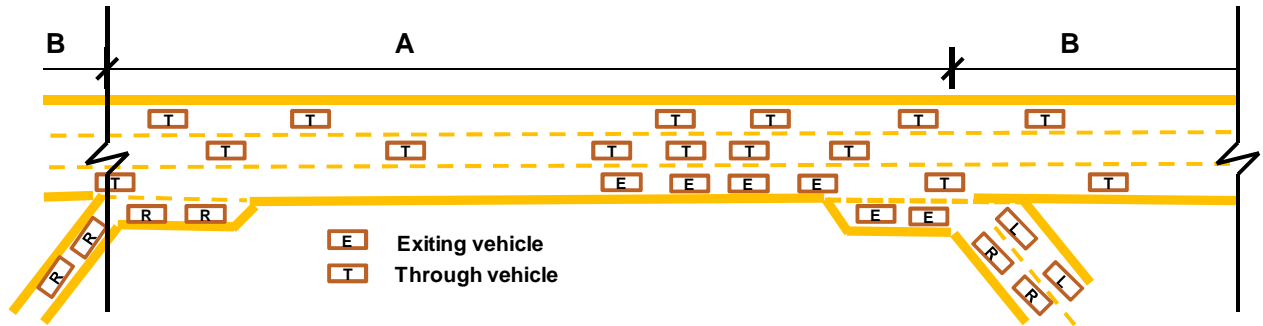 B A B
T T T T T T
T T T T T T
T E E E E T T
R R E E
R R L L R R
E Exiting vehicle
T Through vehicle